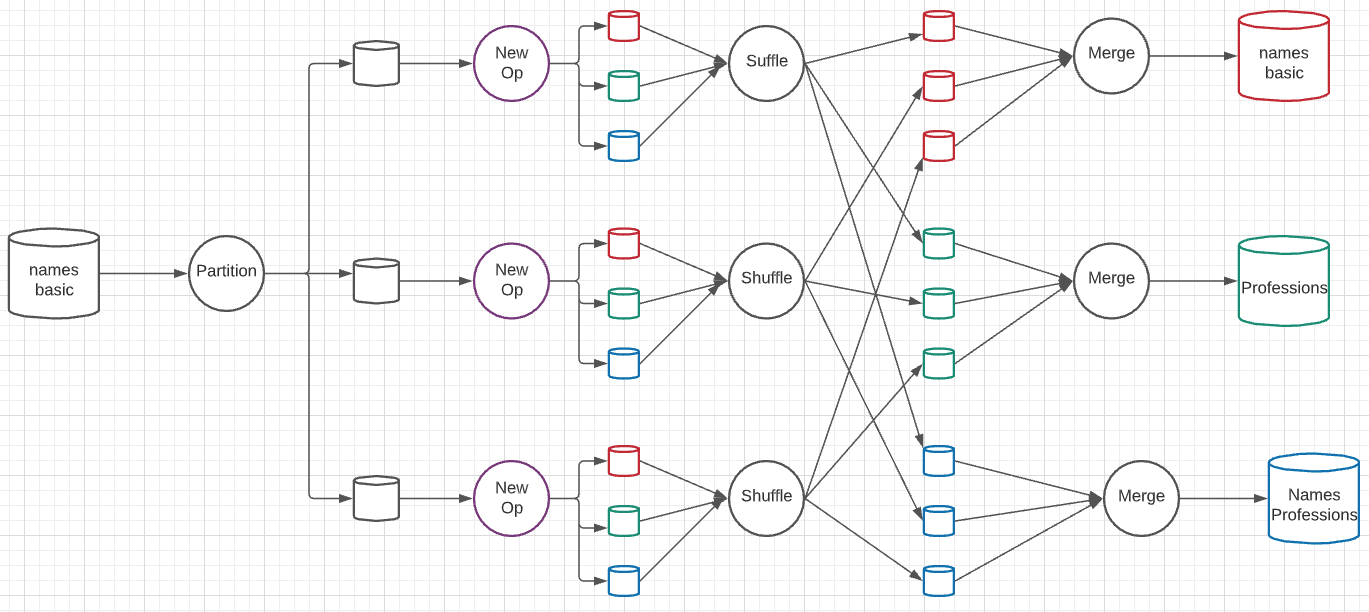 New
Op
Suffle
Merge
names
basic
names
basic
Partition
New
Op
Shuffle
Merge
Professions
New
Op
Shuffle
Merge
Names
Professions